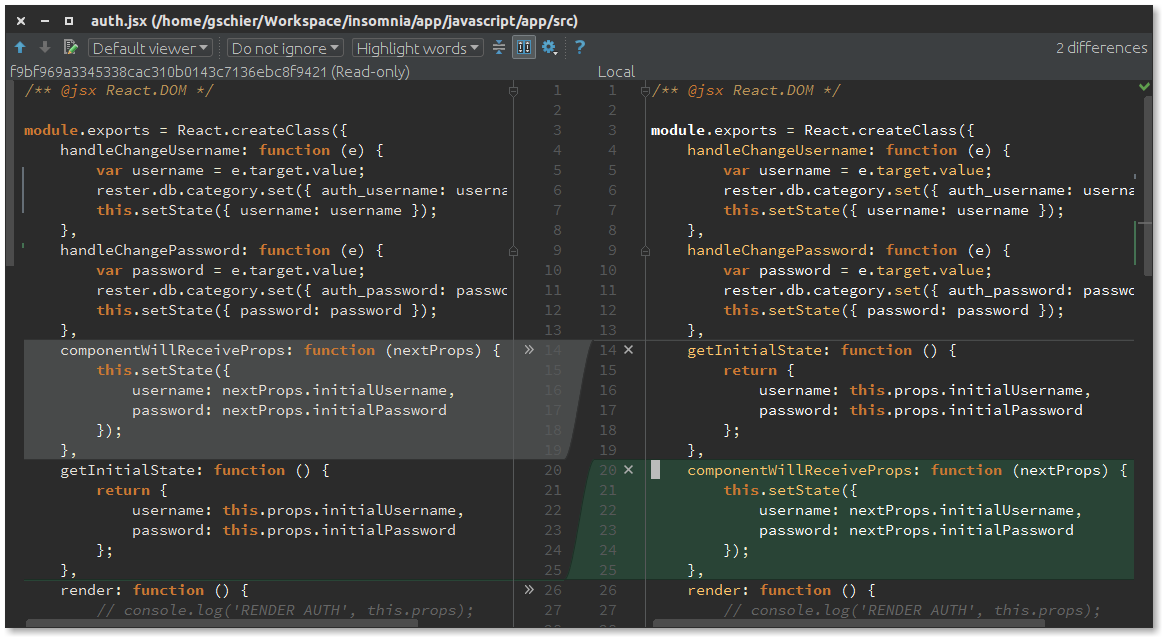 auth.jsx (/home/gschier/Workspace/insomnia/app/javascript/app/src)
Default viewer Do not ignore Highlight words ? 2 differences
f9bf969a3345338cac310b0143c7136ebc8f9421 (Read-only) Local
/** @jsx React.DOM */ 1 1 /** @jsx React.DOM */
2 2
module.exports = React.createClass({ 3 3 module.exports = React.createClass({
handleChangeUsername: function (e) { 4 4 handleChangeUsername: function (e) {
var username = e.target.value; 5 5 var username = e.target.value;
rester.db.category.set({ auth_username: userna 6 6 rester.db.category.set({ auth_username: userna
this.setState({ username: username }); 7 7 this.setState({ username: username });
}, 8 8 },
handleChangePassword: function (e) { 9 9 handleChangePassword: function (e) {
var password = e.target.value; 10 10 var password = e.target.value;
rester.db.category.set({ auth_password: passwo 11 11 rester.db.category.set({ auth_password: passwo
this.setState({ password: password }); 12 12 this.setState({ password: password });
}, 13 13 },
componentWillReceiveProps: function (nextProps) { » 14 14 × getInitialState: function () {
this.setState({ 15 15 return {
username: nextProps.initialUsername, 16 16 username: this.props.initialUsername,
password: nextProps.initialPassword 17 17 password: this.props.initialPassword
}); 18 18 };
}, 19 19 },
getInitialState: function () { 20 20 × componentWillReceiveProps: function (nextProps) {
return { 21 21 this.setState({
username: this.props.initialUsername, 22 22 username: nextProps.initialUsername,
password: this.props.initialPassword 23 23 password: nextProps.initialPassword
}; 24 24 });
}, 25 25 },
render: function () { » 26 26 render: function () {
// console.log('RENDER AUTH', this.props); 27 27 // console.log('RENDER AUTH', this.props);